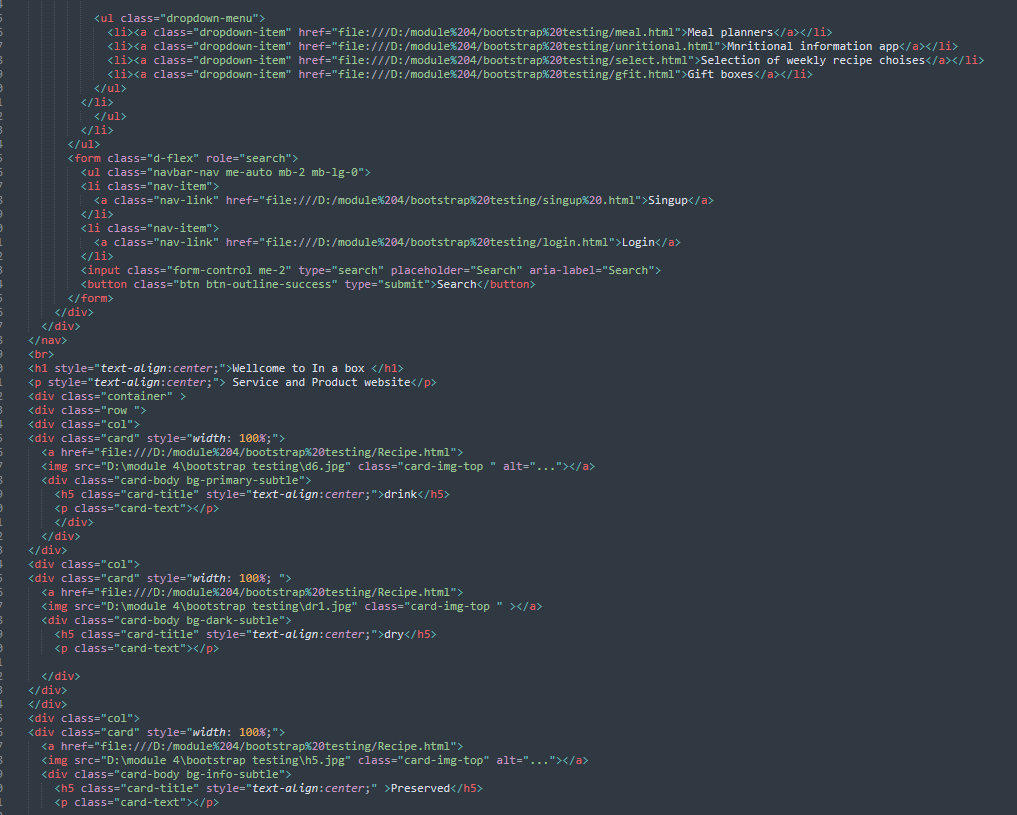 <ul class="dropdown-menu">
<li><a class="dropdown-item" href="file:///D:/module%204/bootstrap%20testing/meal.html">Meal planners</a></li>
<li><a class="dropdown-item" href="file:///D:/module%204/bootstrap%20testing/unritional.html">Mnritional information app</a></li>
<li><a class="dropdown-item" href="file:///D:/module%204/bootstrap%20testing/select.html">Selection of weekly recipe choises</a></li>
<li><a class="dropdown-item" href="file:///D:/module%204/bootstrap%20testing/gfit.html">Gift boxes</a></li>
</ul>
</li>
</ul>
</li>
</ul>
<form class="d-flex" role="search">
<ul class="navbar-nav me-auto mb-2 mb-lg-0">
<li class="nav-item">
<a class="nav-link" href="file:///D:/module%204/bootstrap%20testing/singup%20.html">Singup</a>
</li>
<li class="nav-item">
<a class="nav-link" href="file:///D:/module%204/bootstrap%20testing/login.html">Login</a>
</li>
<input class="form-control me-2" type="search" placeholder="Search" aria-label="Search">
<button class="btn btn-outline-success" type="submit">Search</button>
</form>
</div>
</div>
</nav>
<br>
<h1 style="text-align:center;">Wellcome to In a box </h1>
<p style="text-align:center;"> Service and Product website</p>
<div class="container" >
<div class="row ">
<div class="col">
<div class="card" style="width: 100%;">
<a href="file:///D:/module%204/bootstrap%20testing/Recipe.html">
<img src="D:\module 4\bootstrap testing\d6.jpg" class="card-img-top " alt="..."></a>
<div class="card-body bg-primary-subtle">
<h5 class="card-title" style="text-align:center;">drink</h5>
<p class="card-text"></p>
</div>
</div>
</div>
<div class="col">
<div class="card" style="width: 100%; ">
<a href="file:///D:/module%204/bootstrap%20testing/Recipe.html">
<img src="D:\module 4\bootstrap testing\dr1.jpg" class="card-img-top " ></a>
<div class="card-body bg-dark-subtle">
<h5 class="card-title" style="text-align:center;">dry</h5>
<p class="card-text"></p>
</div>
</div>
</div>
<div class="col">
<div class="card" style="width: 100%;">
<a href="file:///D:/module%204/bootstrap%20testing/Recipe.html">
<img src="D:\module 4\bootstrap testing\h5.jpg" class="card-img-top" alt="..."></a>
<div class="card-body bg-info-subtle">
<h5 class="card-title" style="text-align:center;" >Preserved</h5>
<p class="card-text"></p>